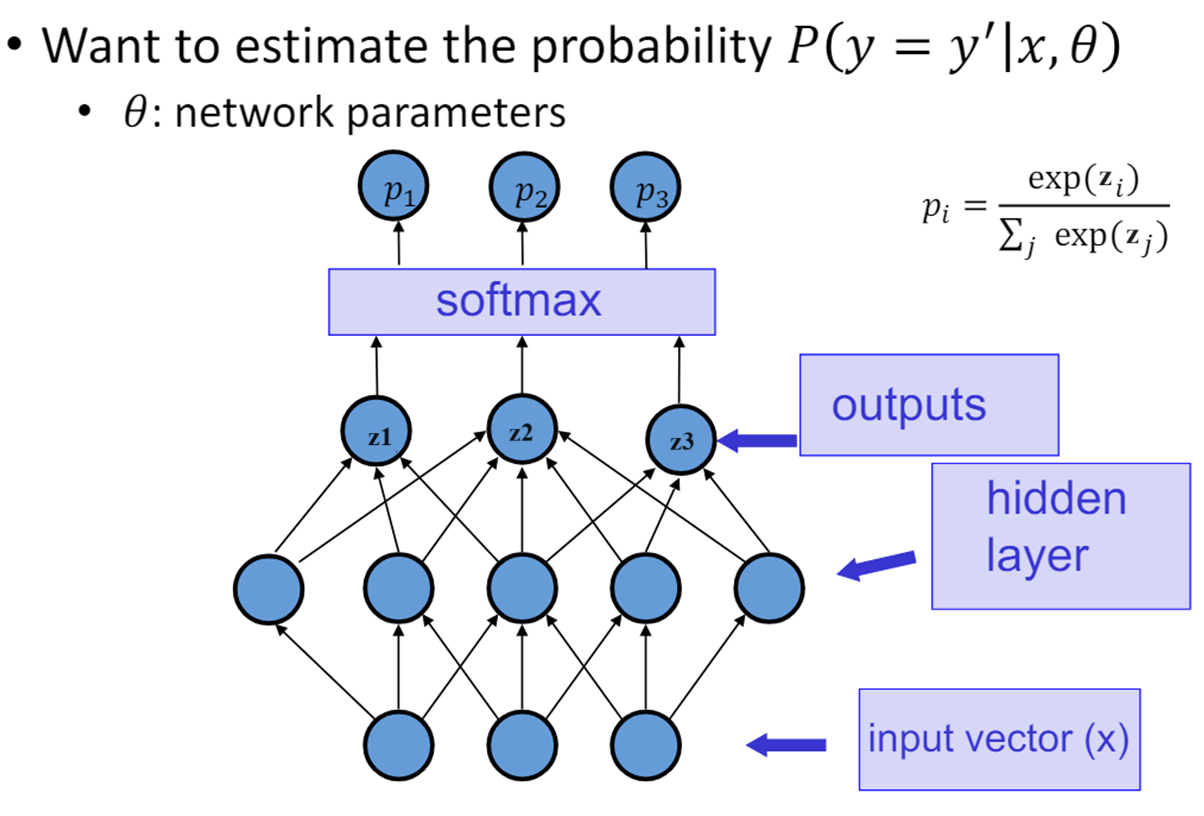 • Want to estimate the probability P(y = y′|x, θ)
• θ: network parameters
p₁ p₂ p₃
pᵢ = exp(zᵢ) / ∑ⱼ exp(zⱼ)
softmax
outputs
z1 z2 z3
hidden
layer
input vector (x)